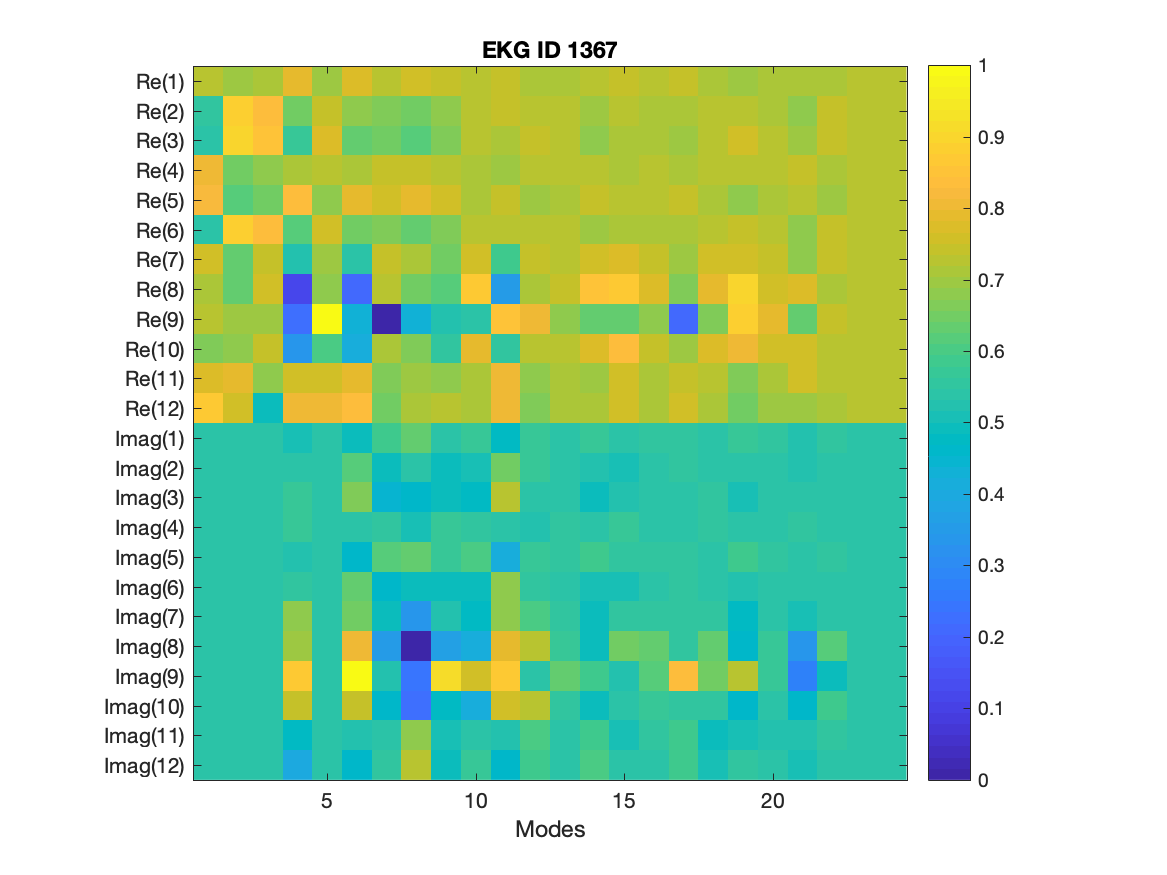 EKG ID 1367
Re(1)
Re(2)
Re(3)
Re(4)
Re(5)
Re(6)
Re(7)
Re(8)
Re(9)
Re(10)
Re(11)
Re(12)
Imag(1)
Imag(2)
Imag(3)
Imag(4)
Imag(5)
Imag(6)
Imag(7)
Imag(8)
Imag(9)
Imag(10)
Imag(11)
Imag(12)
5 10 15 20
Modes
1
0.9
0.8
0.7
0.6
0.5
0.4
0.3
0.2
0.1
0